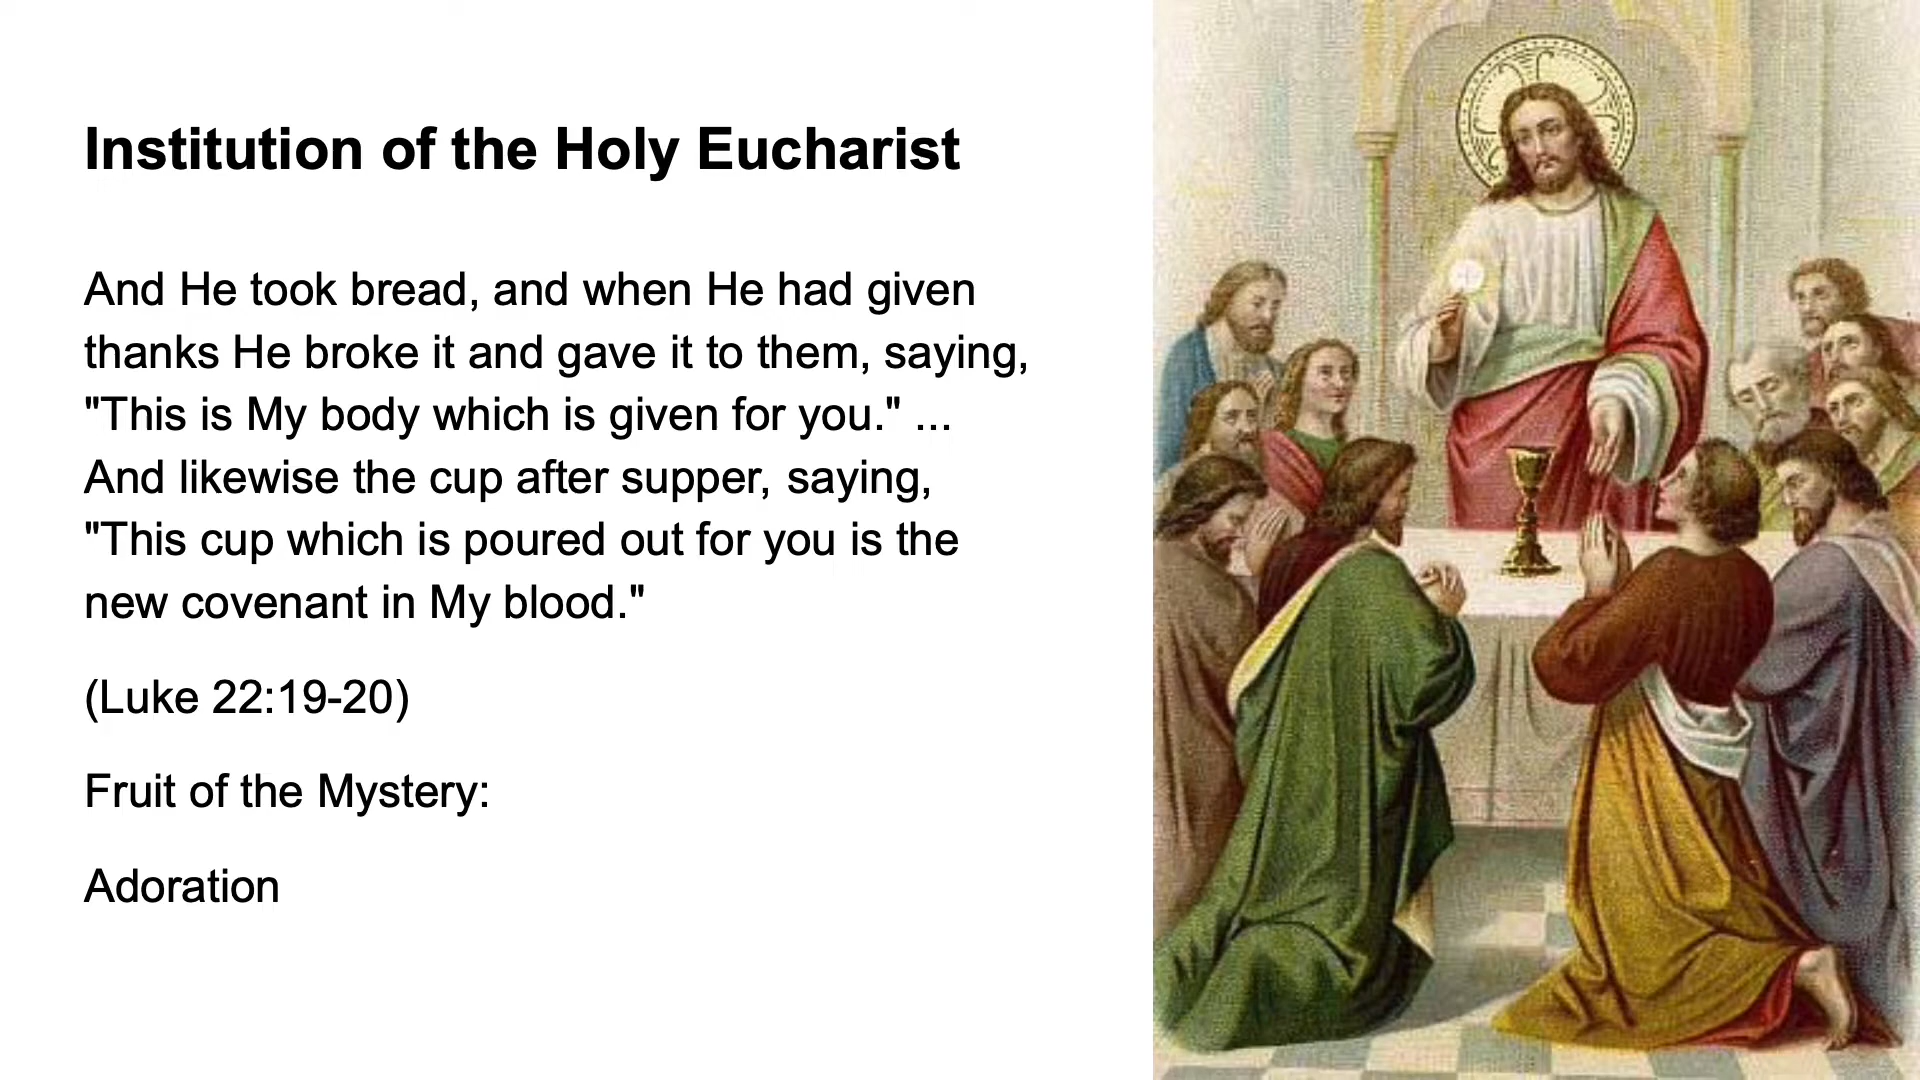 Institution of the Holy Eucharist
And He took bread, and when He had given
thanks He broke it and gave it to them, saying,
"This is My body which is given for you." ...
And likewise the cup after supper, saying,
"This cup which is poured out for you is the
new covenant in My blood."
(Luke 22:19-20)
Fruit of the Mystery:
Adoration